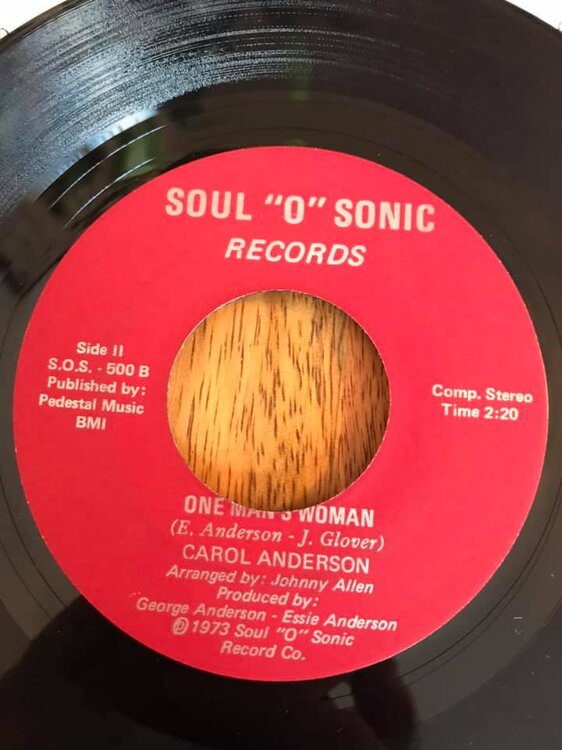 SOUL "O" SONIC
RECORDS
Side II
S.O.S. - 500 B
Published by:
Pedestal Music
BMI
Comp. Stereo
Time 2:20
ONE MAN'S WOMAN
(E. Anderson - J. Glover)
CAROL ANDERSON
Arranged by: Johnny Allen
Produced by:
George Anderson - Essie Anderson
℗1973 Soul "O" Sonic
Record Co.